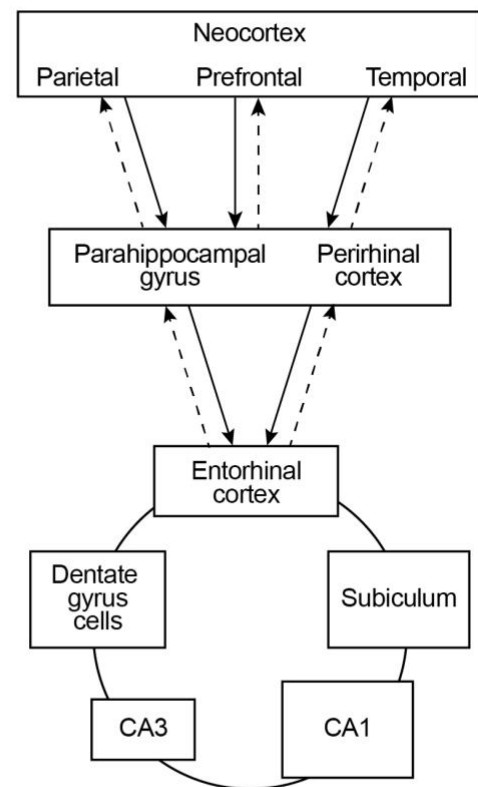 Neocortex
Parietal Prefrontal Temporal
Parahippocampal
gyrus
Perirhinal
cortex
Entorhinal
cortex
Dentate
gyrus
cells
Subiculum
CA3
CA1